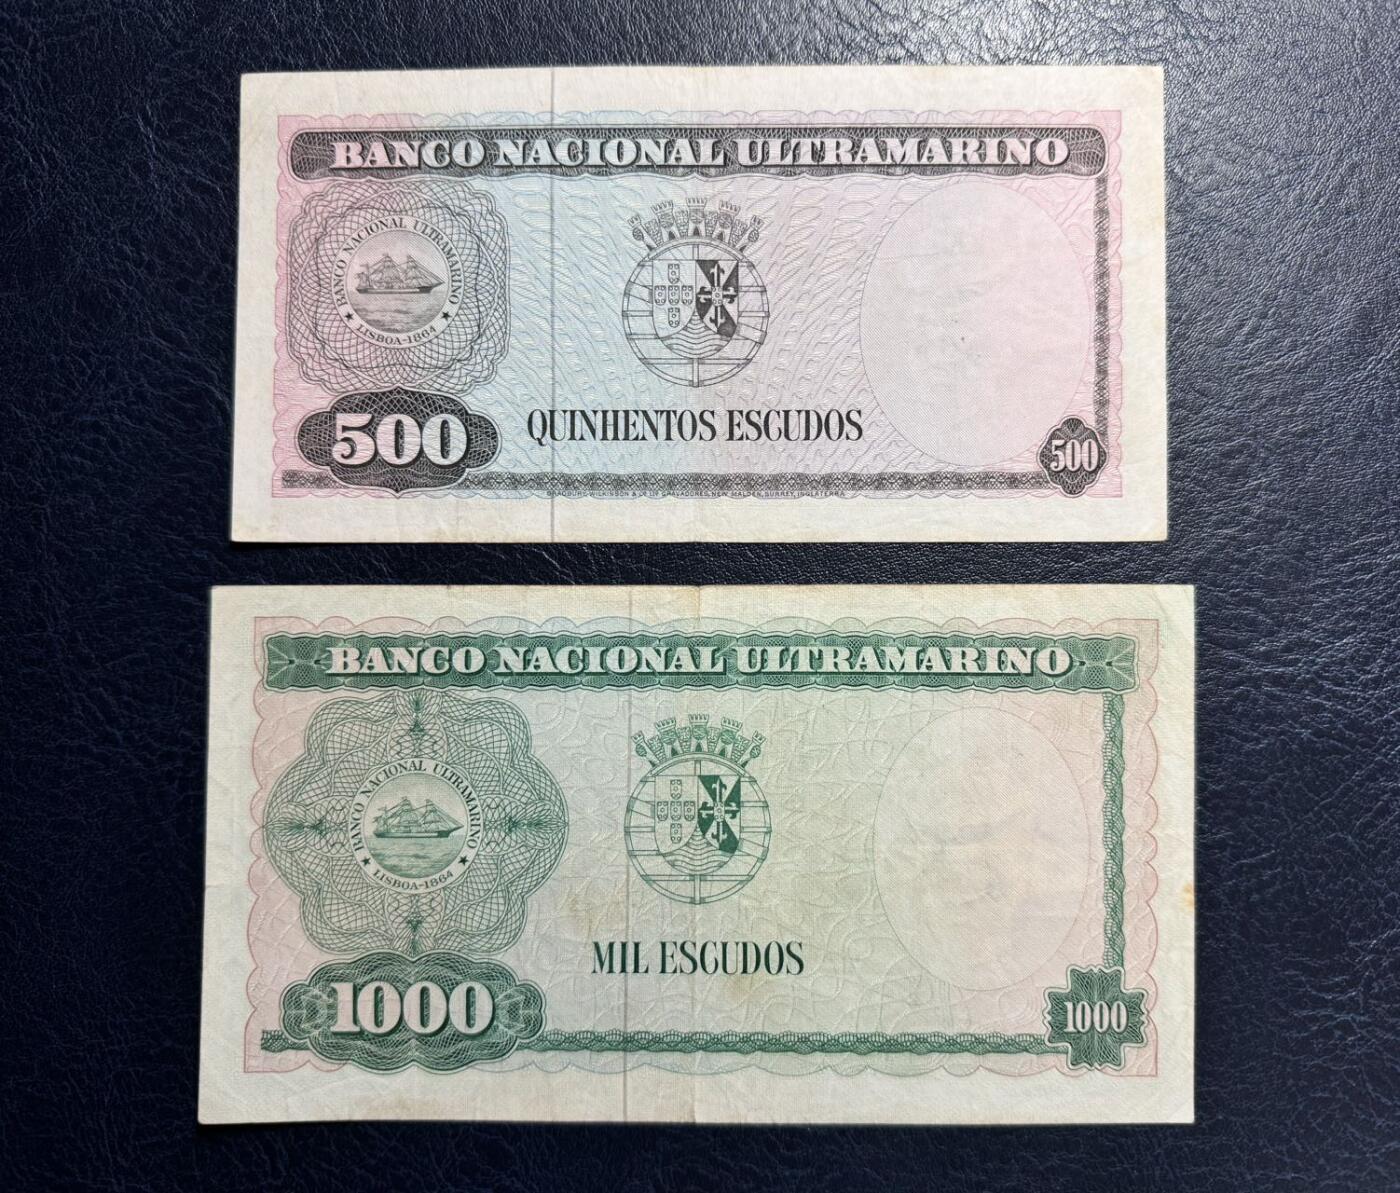 BANCO NACIONAL ULTRAMARINO
BANCO NACIONAL ULTRAMARINO
★ LISBOA-1864 ★
500
QUINHENTOS ESCUDOS
500
BRADBURY, WILKINSON & Cº LTD GRAVADORES, NEW MALDEN, SURREY, INGLATERRA
BANCO NACIONAL ULTRAMARINO
BANCO NACIONAL ULTRAMARINO
★ LISBOA-1864 ★
MIL ESCUDOS
1000
1000